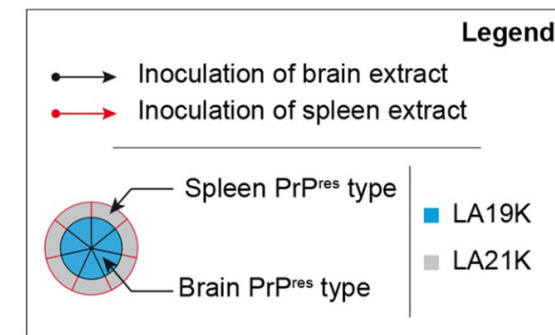 Legend
Inoculation of brain extract
Inoculation of spleen extract
Spleen PrPres type
LA19K
LA21K
Brain PrPres type